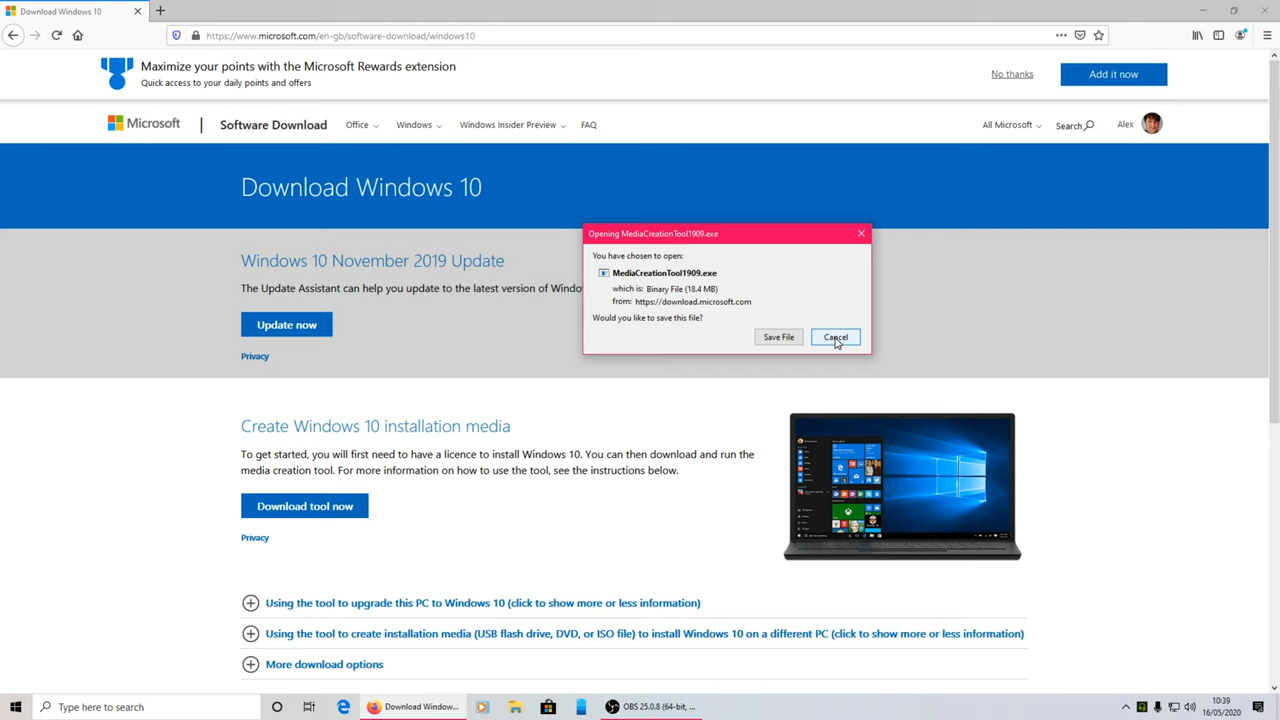 Download Windows 10
https://www.microsoft.com/en-gb/software-download/windows10
Maximize your points with the Microsoft Rewards extension
Quick access to your daily points and offers
No thanks
Add it now
Microsoft
Software Download
Office
Windows
Windows Insider Preview
FAQ
All Microsoft
Search
Alex
Download Windows 10
Windows 10 November 2019 Update
The Update Assistant can help you update to the latest version of
Update now
Privacy
Opening MediaCreationTool1909.exe
You have chosen to open:
MediaCreationTool1909.exe
which is: Binary File (18.4 MB)
from: https://download.microsoft.com
Would you like to save this file?
Save File
Cancel
Create Windows 10 installation media
To get started, you will first need to have a licence to install Windows 10. You can then download and run the
media creation tool. For more information on how to use the tool, see the instructions below.
Download tool now
Privacy
Using the tool to upgrade this PC to Windows 10 (click to show more or less information)
Using the tool to create installation media (USB flash drive, DVD, or ISO file) to install Windows 10 on a different PC (click to show more or less information)
More download options
Type here to search
Download Window...
OBS 25.0.8 (64-bit, ...
10:39
16/05/2020